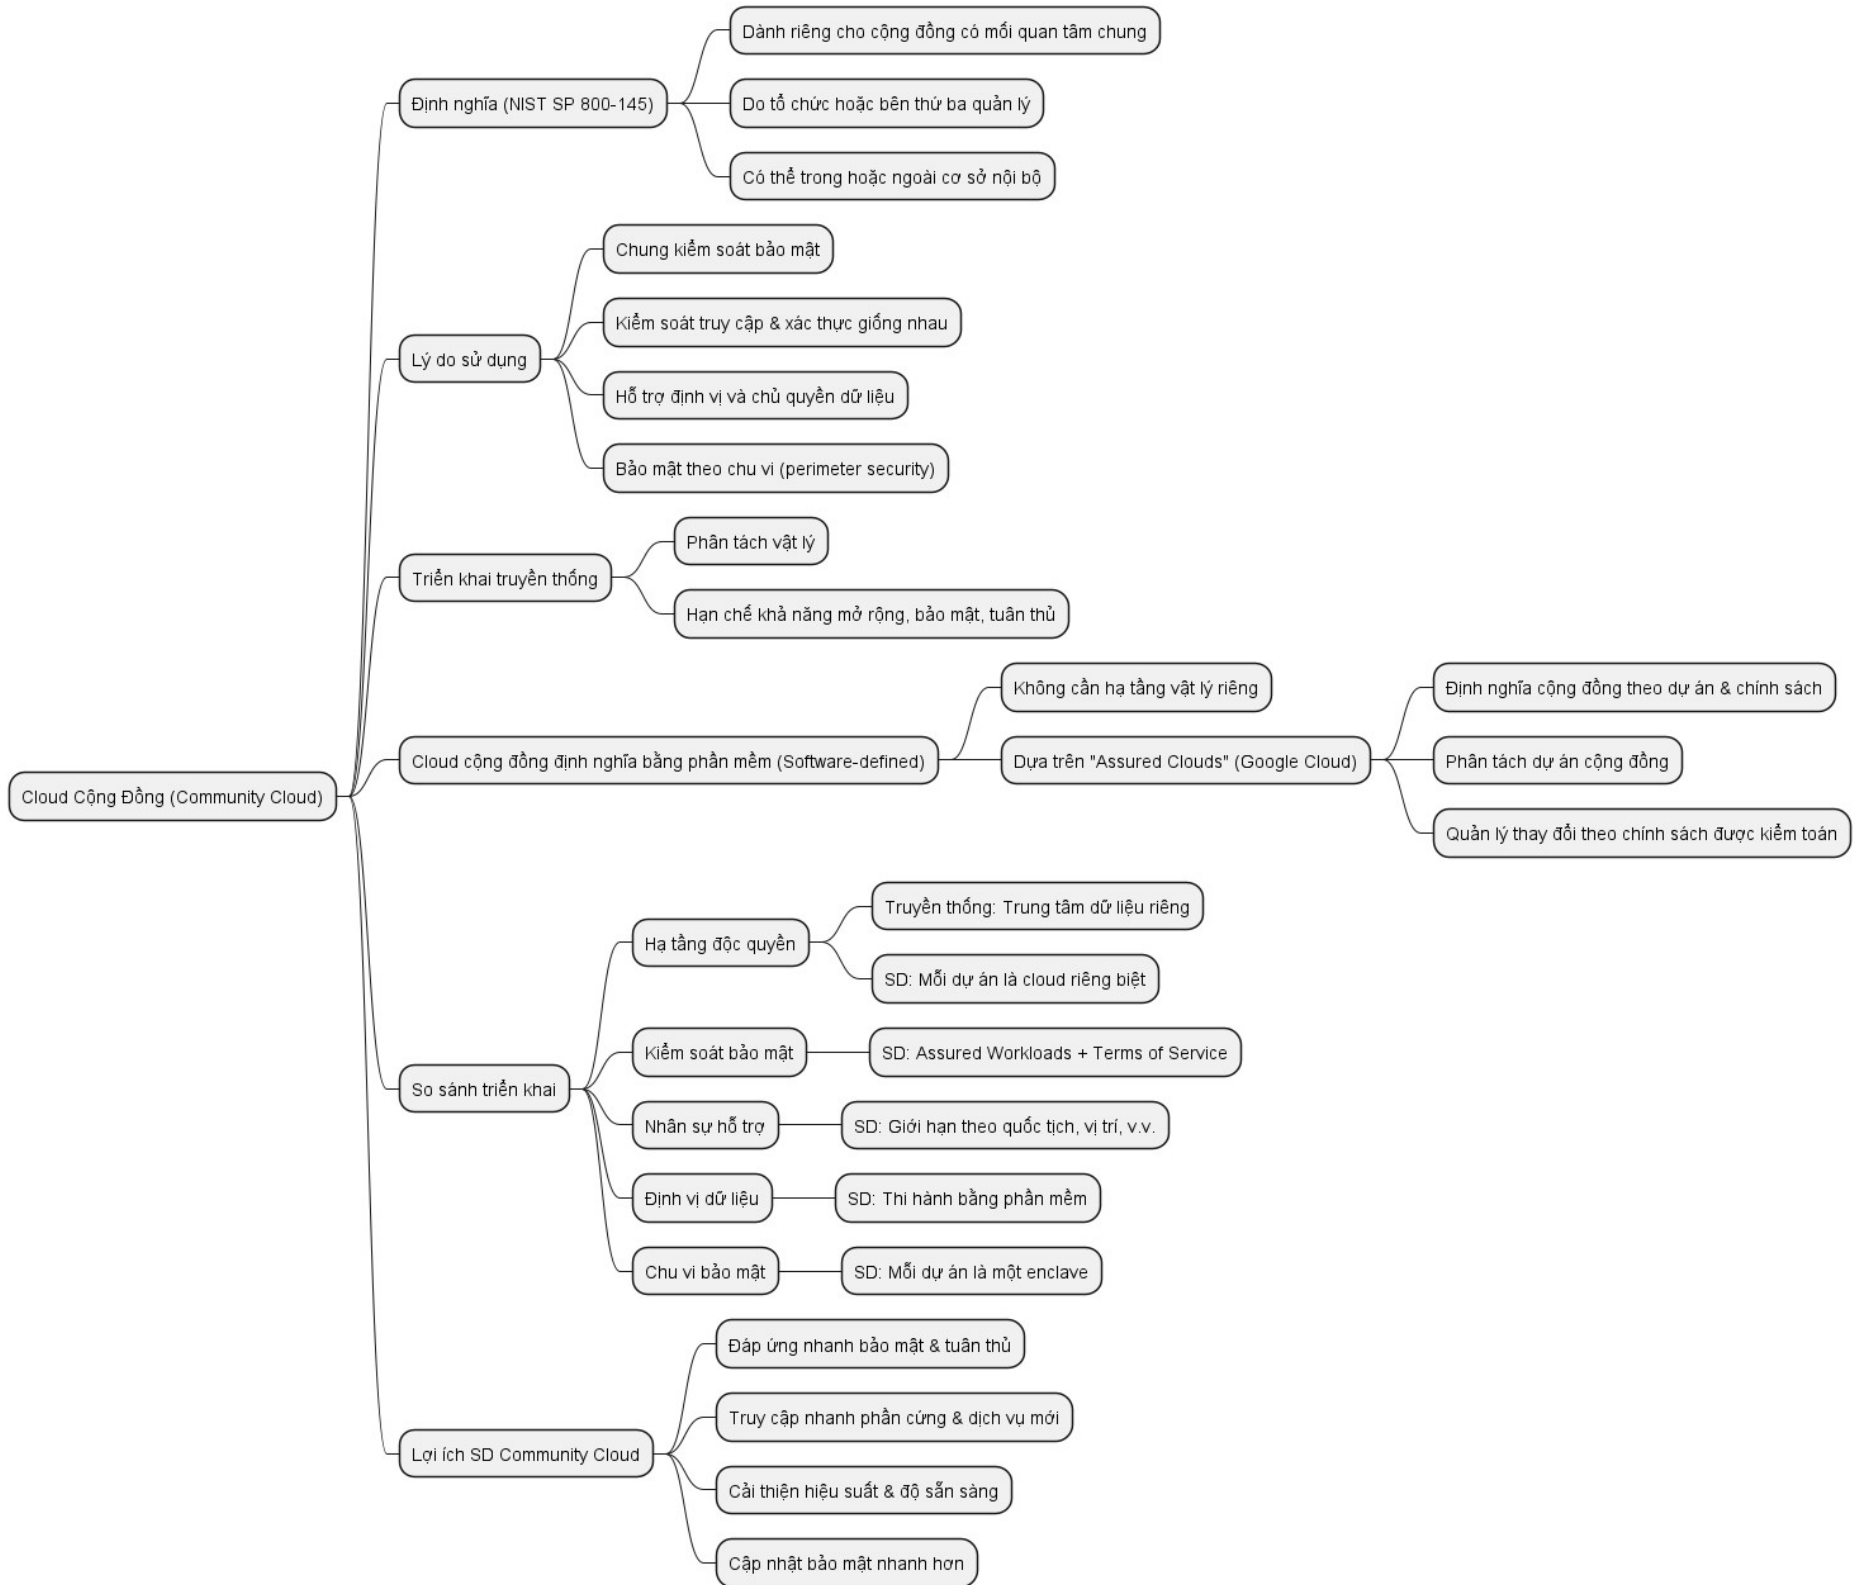 Cloud Cộng Đồng (Community Cloud)
Định nghĩa (NIST SP 800-145)
Dành riêng cho cộng đồng có mối quan tâm chung
Do tổ chức hoặc bên thứ ba quản lý
Có thể trong hoặc ngoài cơ sở nội bộ
Lý do sử dụng
Chung kiểm soát bảo mật
Kiểm soát truy cập & xác thực giống nhau
Hỗ trợ định vị và chủ quyền dữ liệu
Bảo mật theo chu vi (perimeter security)
Triển khai truyền thống
Phân tách vật lý
Hạn chế khả năng mở rộng, bảo mật, tuân thủ
Cloud cộng đồng định nghĩa bằng phần mềm (Software-defined)
Không cần hạ tầng vật lý riêng
Dựa trên "Assured Clouds" (Google Cloud)
Định nghĩa cộng đồng theo dự án & chính sách
Phân tách dự án cộng đồng
Quản lý thay đổi theo chính sách được kiểm toán
So sánh triển khai
Hạ tầng độc quyền
Truyền thống: Trung tâm dữ liệu riêng
SD: Mỗi dự án là cloud riêng biệt
Kiểm soát bảo mật
SD: Assured Workloads + Terms of Service
Nhân sự hỗ trợ
SD: Giới hạn theo quốc tịch, vị trí, v.v.
Định vị dữ liệu
SD: Thi hành bằng phần mềm
Chu vi bảo mật
SD: Mỗi dự án là một enclave
Lợi ích SD Community Cloud
Đáp ứng nhanh bảo mật & tuân thủ
Truy cập nhanh phần cứng & dịch vụ mới
Cải thiện hiệu suất & độ sẵn sàng
Cập nhật bảo mật nhanh hơn